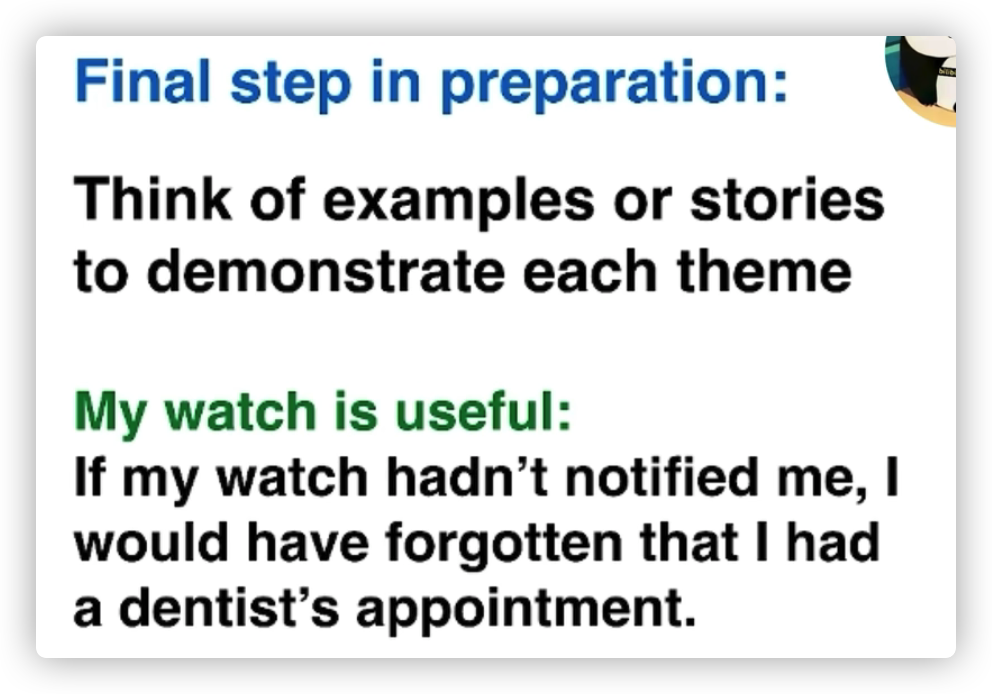 Final step in preparation:
Think of examples or stories
to demonstrate each theme
My watch is useful:
If my watch hadn’t notified me, I
would have forgotten that I had
a dentist’s appointment.